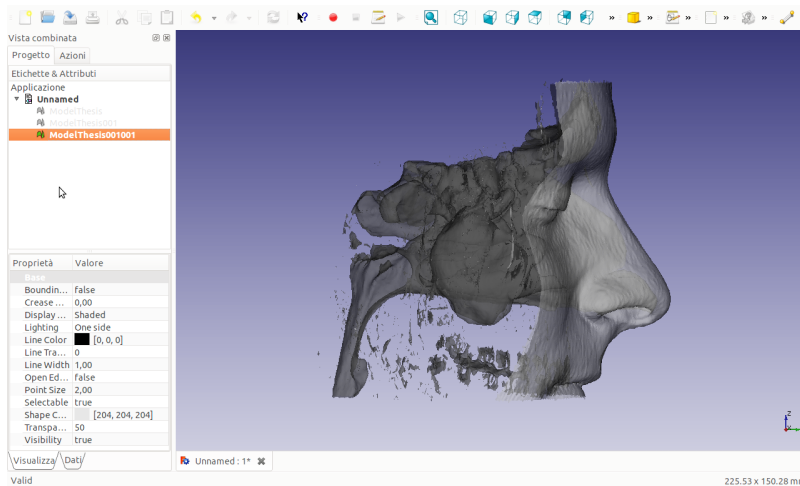 Vista combinata
Progetto Azioni
Etichette & Attributi
Applicazione
Unnamed
ModelThesis
ModelThesis001
ModelThesis001001
Proprietà Valore
Base
Boundin... false
Crease ... 0,00
Display ... Shaded
Lighting One side
Line Color [0, 0, 0]
Line Tra... 0
Line Width 1,00
Open Ed... false
Point Size 2,00
Selectable true
Shape C... [204, 204, 204]
Transpa... 50
Visibility true
Visualizza Dati
Unnamed : 1*
z
x
Valid
225.53 x 150.28 mm